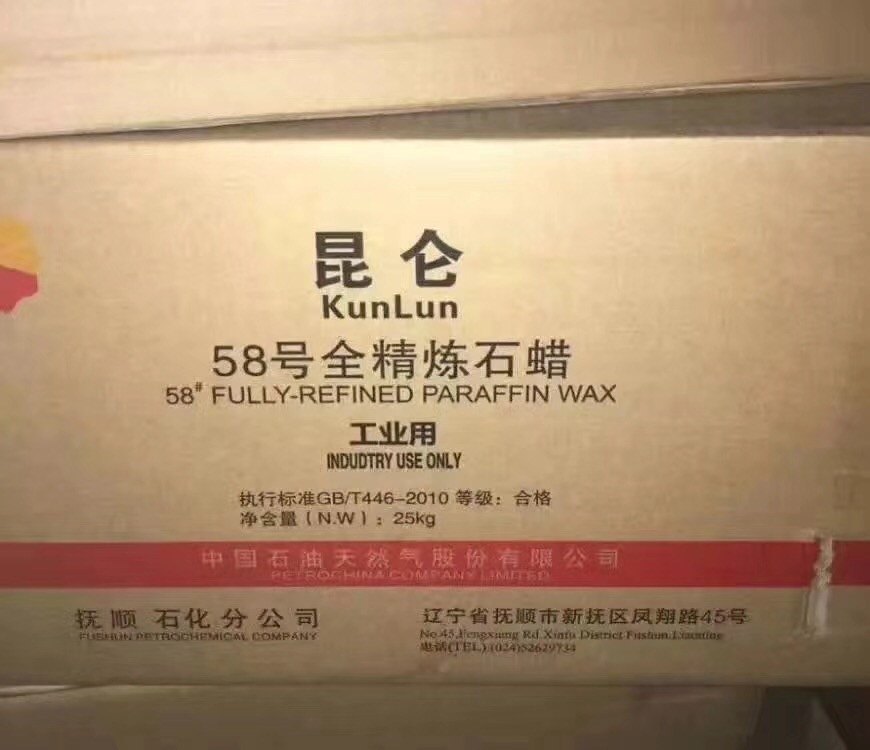 昆仑
KunLun
58号全精炼石蜡
58# FULLY-REFINED PARAFFIN WAX
工业用
INDUDTRY USE ONLY
执行标准GB/T446-2010 等级：合格
净含量（N.W）：25kg
中国石油天然气股份有限公司
PETROCHINA COMPANY LIMITED
抚顺 石化分公司
FUSHUN PETROCHEMICAL COMPANY
辽宁省抚顺市新抚区凤翔路45号
No.45,Fengxiang Rd Xinfu District Fushun.Liaoning
电话(TEL):(024)52629734